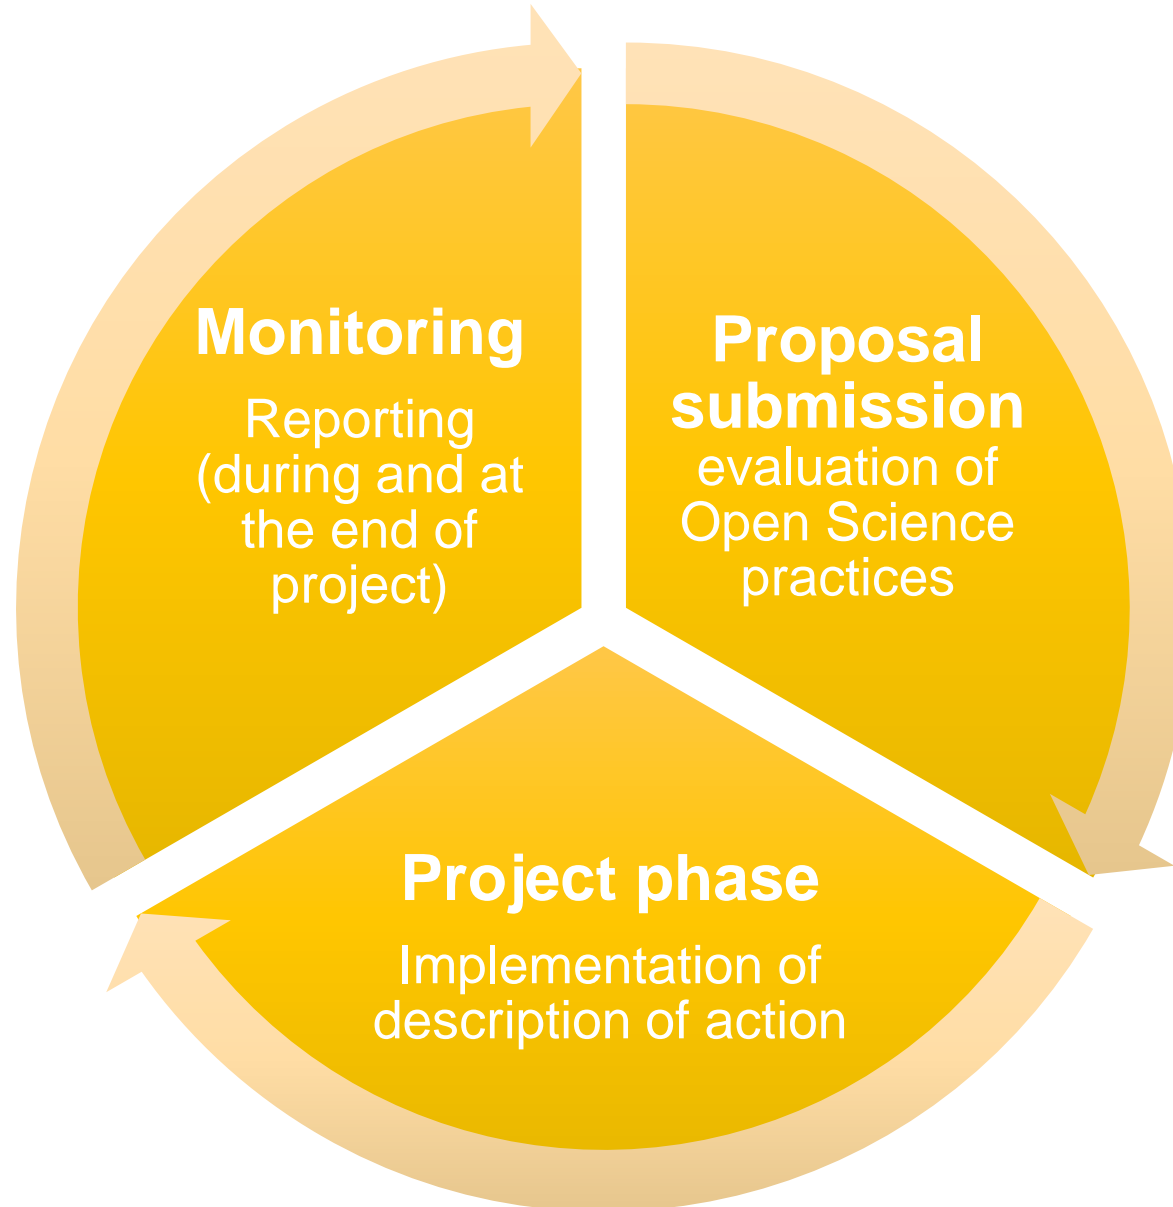 Monitoring
Reporting
(during and at
the end of
project)
Proposal
submission
evaluation of
Open Science
practices
Project phase
Implementation of
description of action